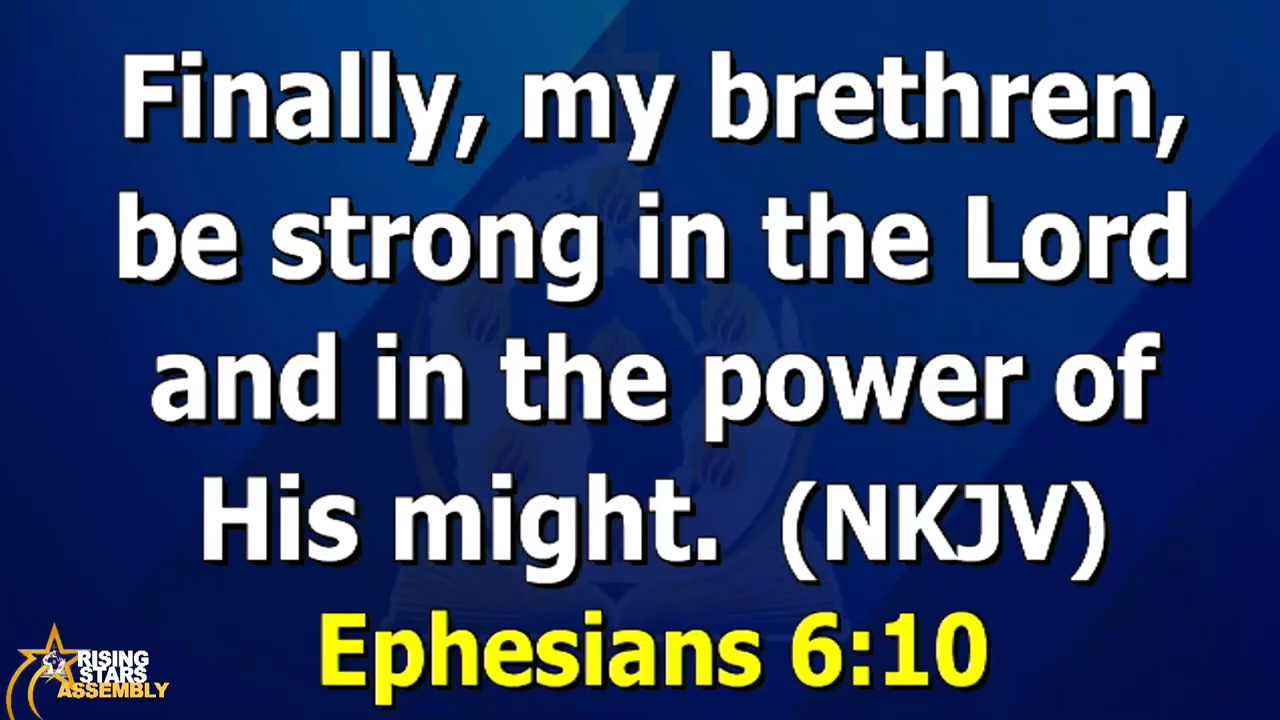 Finally, my brethren,
be strong in the Lord
and in the power of
His might. (NKJV)
Ephesians 6:10
RISING
STARS
ASSEMBLY